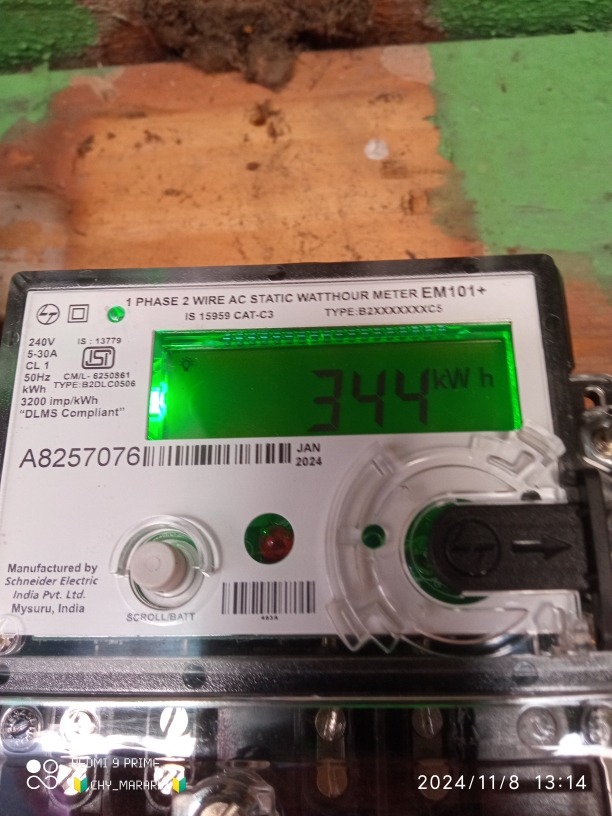 1 PHASE 2 WIRE AC STATIC WATTHOUR METER EM101+
IS 15959 CAT-C3 TYPE:B2XXXXXXXC5
240V
5-30A
CL 1
50Hz
kWh
3200 imp/kWh
"DLMS Compliant"
IS : 13779
ISI
CM/L- 6250861
TYPE:B2DLC0506
344 kWh
A8257076
JAN
2024
Manufactured by
Schneider Electric
India Pvt. Ltd.
Mysuru, India
SCROLL/BATT
REDMI 9 PRIME
2024/11/8 13:14